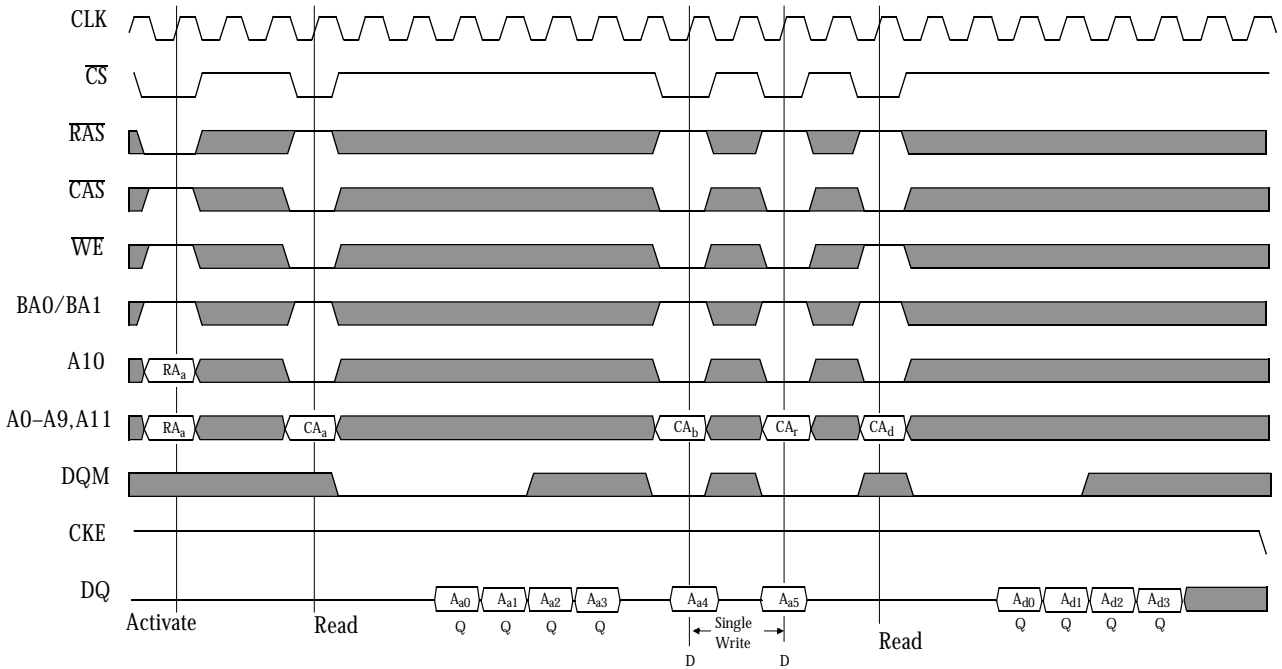 CLK
CS
RAS
CAS
WE
BA0/BA1
A10 RAa
A0–A9,A11 RAa CAa CAb CAr CAd
DQM
CKE
DQ Aa0 Aa1 Aa2 Aa3 Aa4 Aa5 Ad0 Ad1 Ad2 Ad3
Activate Read Q Q Q Q Single Write Read Q Q Q Q
D D